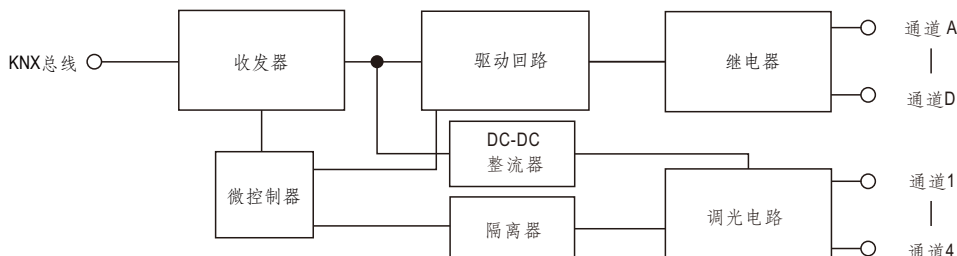 KNX总线
收发器
驱动回路
继电器
通道 A
通道D
DC-DC
整流器
微控制器
隔离器
调光电路
通道1
通道4